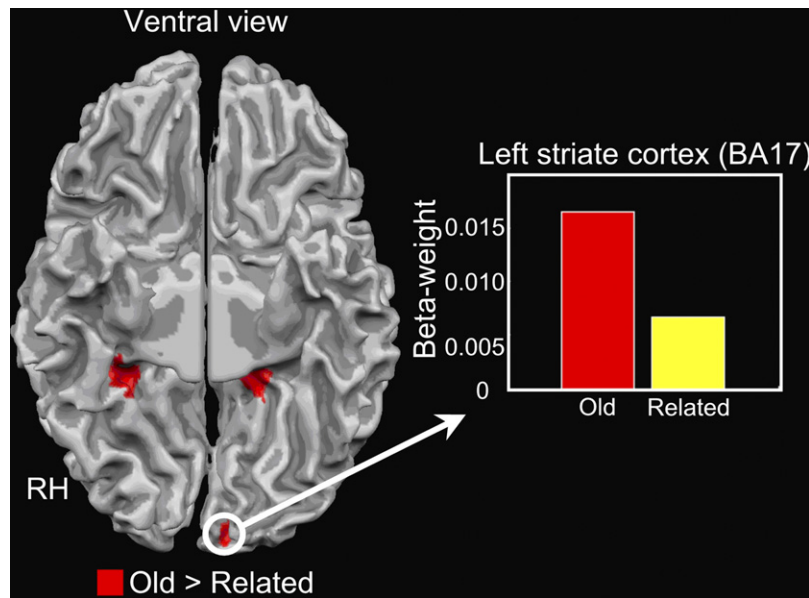 Ventral view
Left striate cortex (BA17)
Beta-weight
0.015
0.010
0.005
0
Old
Related
RH
Old > Related